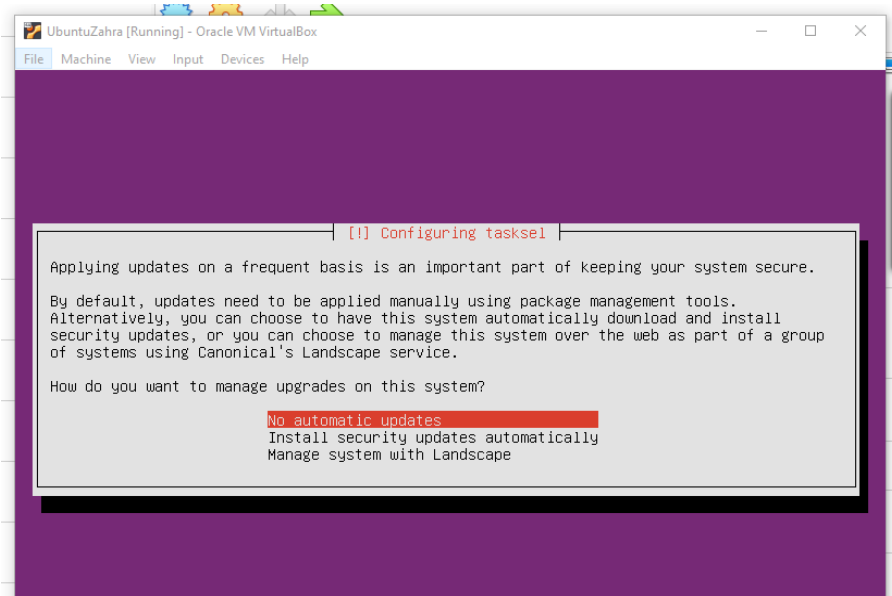 UbuntuZahra [Running] - Oracle VM VirtualBox
File Machine View Input Devices Help
[!] Configuring tasksel
Applying updates on a frequent basis is an important part of keeping your system secure.
By default, updates need to be applied manually using package management tools.
Alternatively, you can choose to have this system automatically download and install
security updates, or you can choose to manage this system over the web as part of a group
of systems using Canonical's Landscape service.
How do you want to manage upgrades on this system?
No automatic updates
Install security updates automatically
Manage system with Landscape